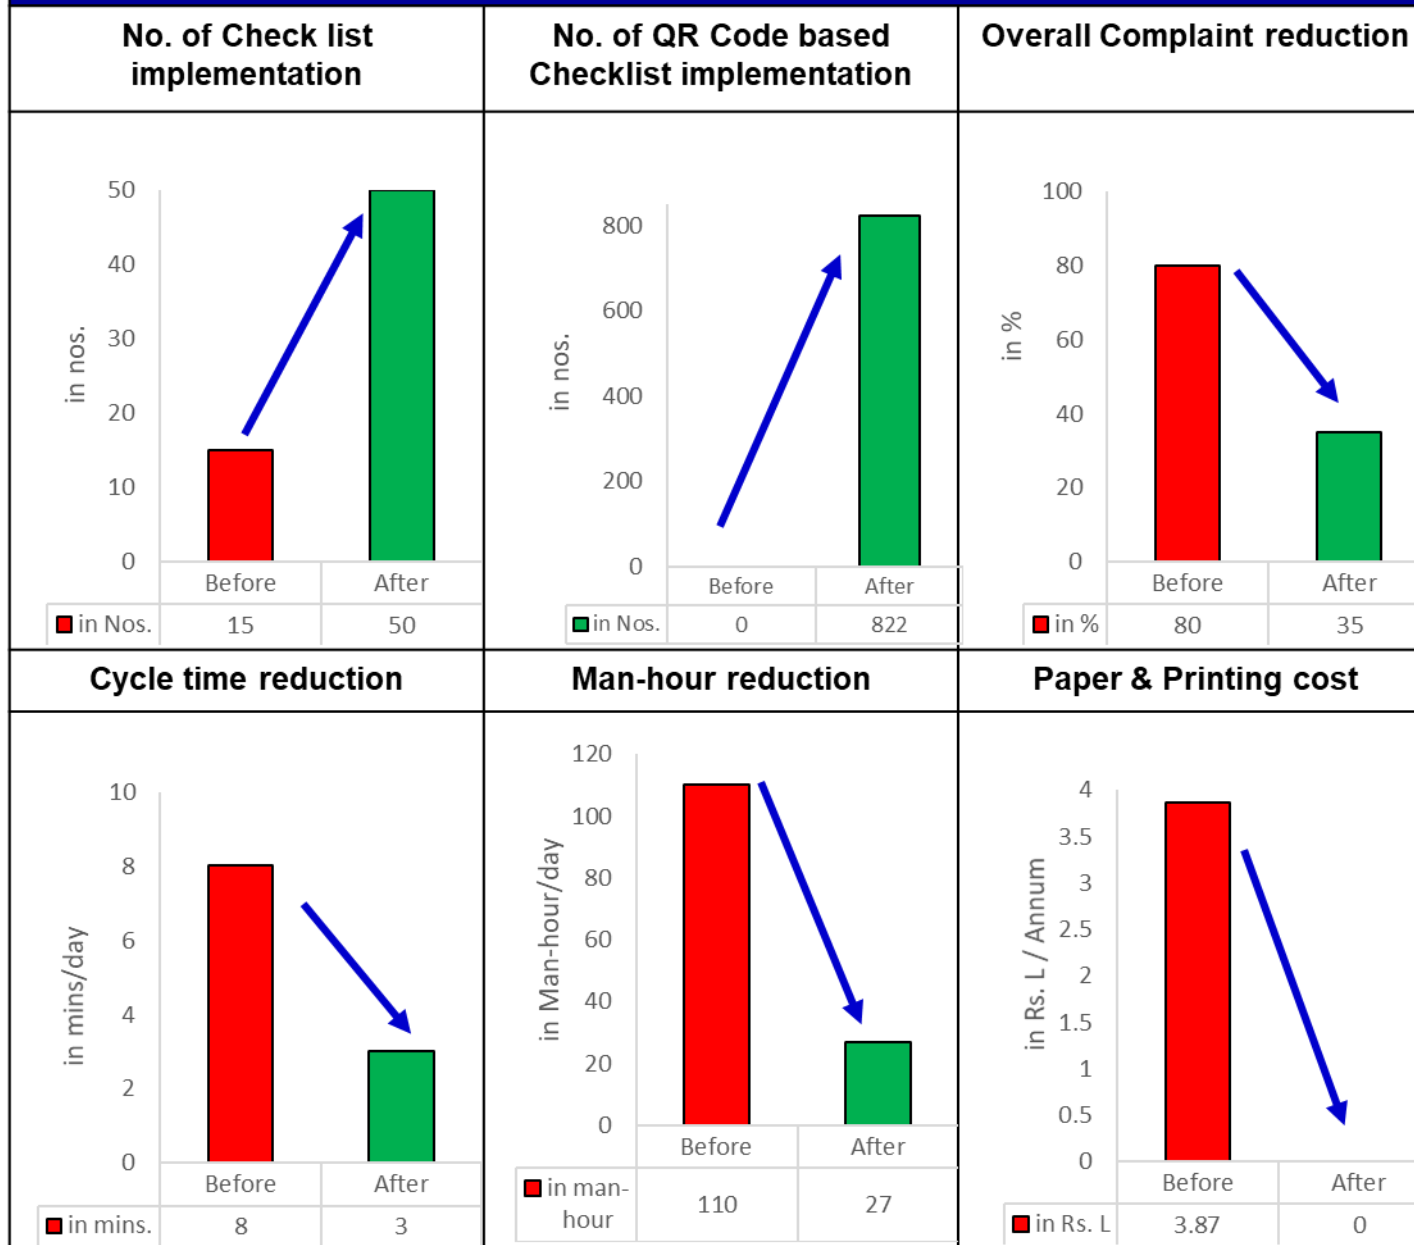 No. of Check list
implementation
No. of QR Code based
Checklist implementation
Overall Complaint reduction
in nos.
50
40
30
20
10
0
Before After
in Nos. 15 50
in nos.
800
600
400
200
0
Before After
in Nos. 0 822
in %
100
80
60
40
20
0
Before After
in % 80 35
Cycle time reduction
Man-hour reduction
Paper & Printing cost
in mins/day
10
8
6
4
2
0
Before After
in mins. 8 3
in Man-hour/day
120
100
80
60
40
20
0
Before After
in man-
hour 110 27
in Rs. L / Annum
4
3.5
3
2.5
2
1.5
1
0.5
0
Before After
in Rs. L 3.87 0